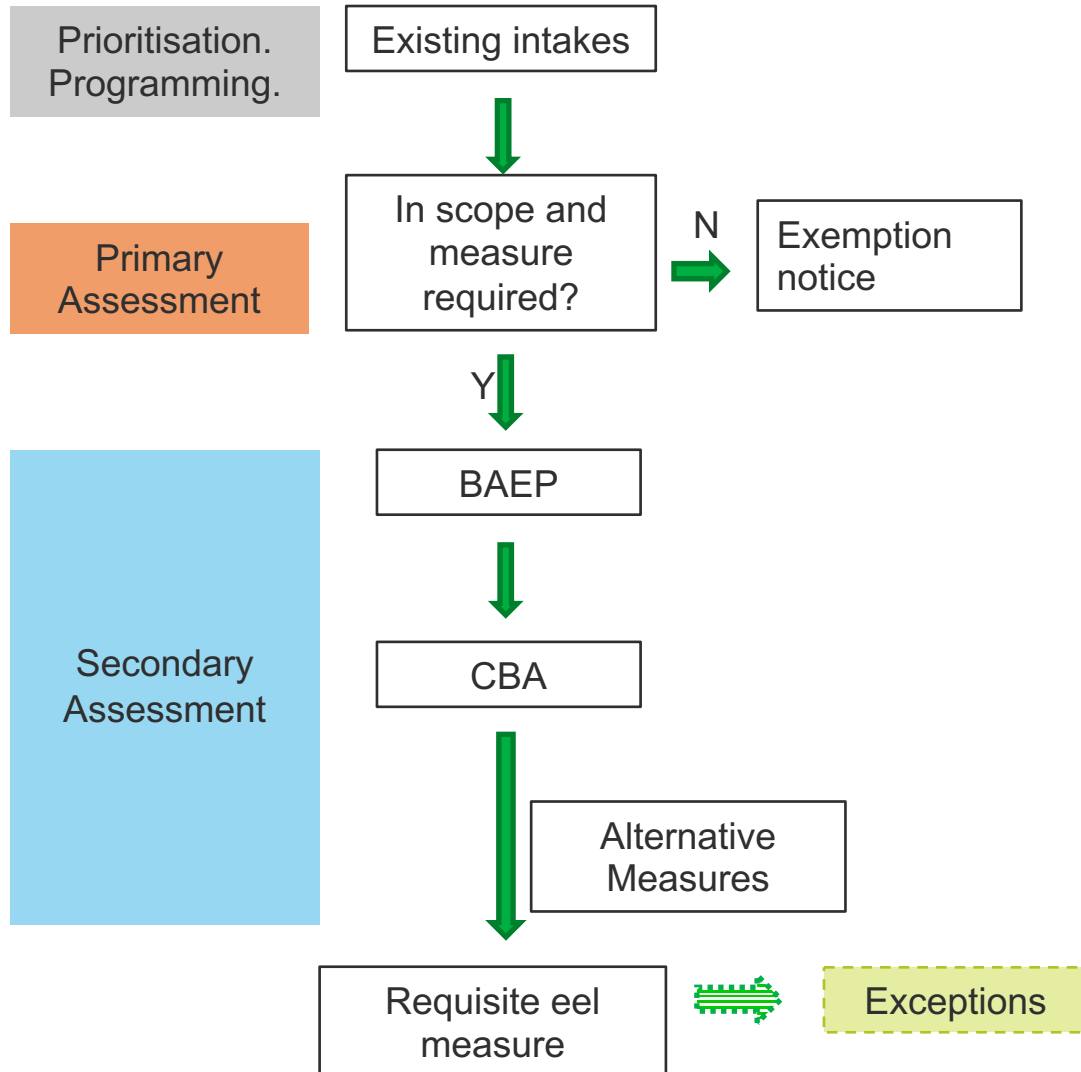 Prioritisation.
Programming.
Existing intakes
In scope and
measure
required?
N
Exemption
notice
Primary
Assessment
Y
BAEP
Secondary
Assessment
CBA
Alternative
Measures
Requisite eel
measure
Exceptions